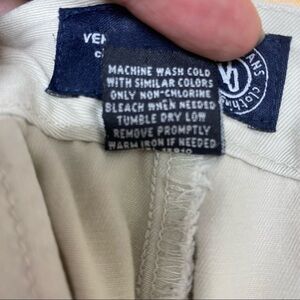 VE
MACHINE WASH COLD
WITH SIMILAR COLORS
ONLY NON-CHLORINE
BLEACH WHEN NEEDED
TUMBLE DRY LOW
REMOVE PROMPTLY
WARM IRON IF NEEDED